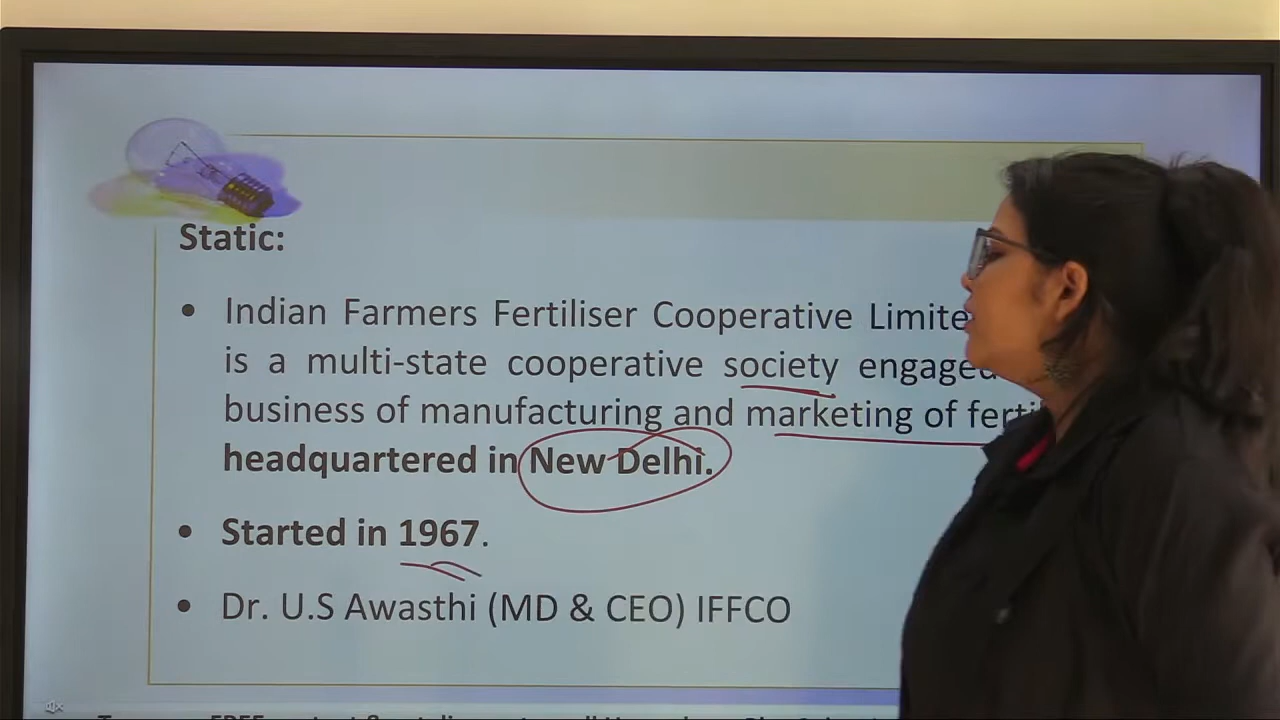 Static:
• Indian Farmers Fertiliser Cooperative Limite
is a multi-state cooperative society engaged
business of manufacturing and marketing of ferti
headquartered in New Delhi.
• Started in 1967.
• Dr. U.S Awasthi (MD & CEO) IFFCO